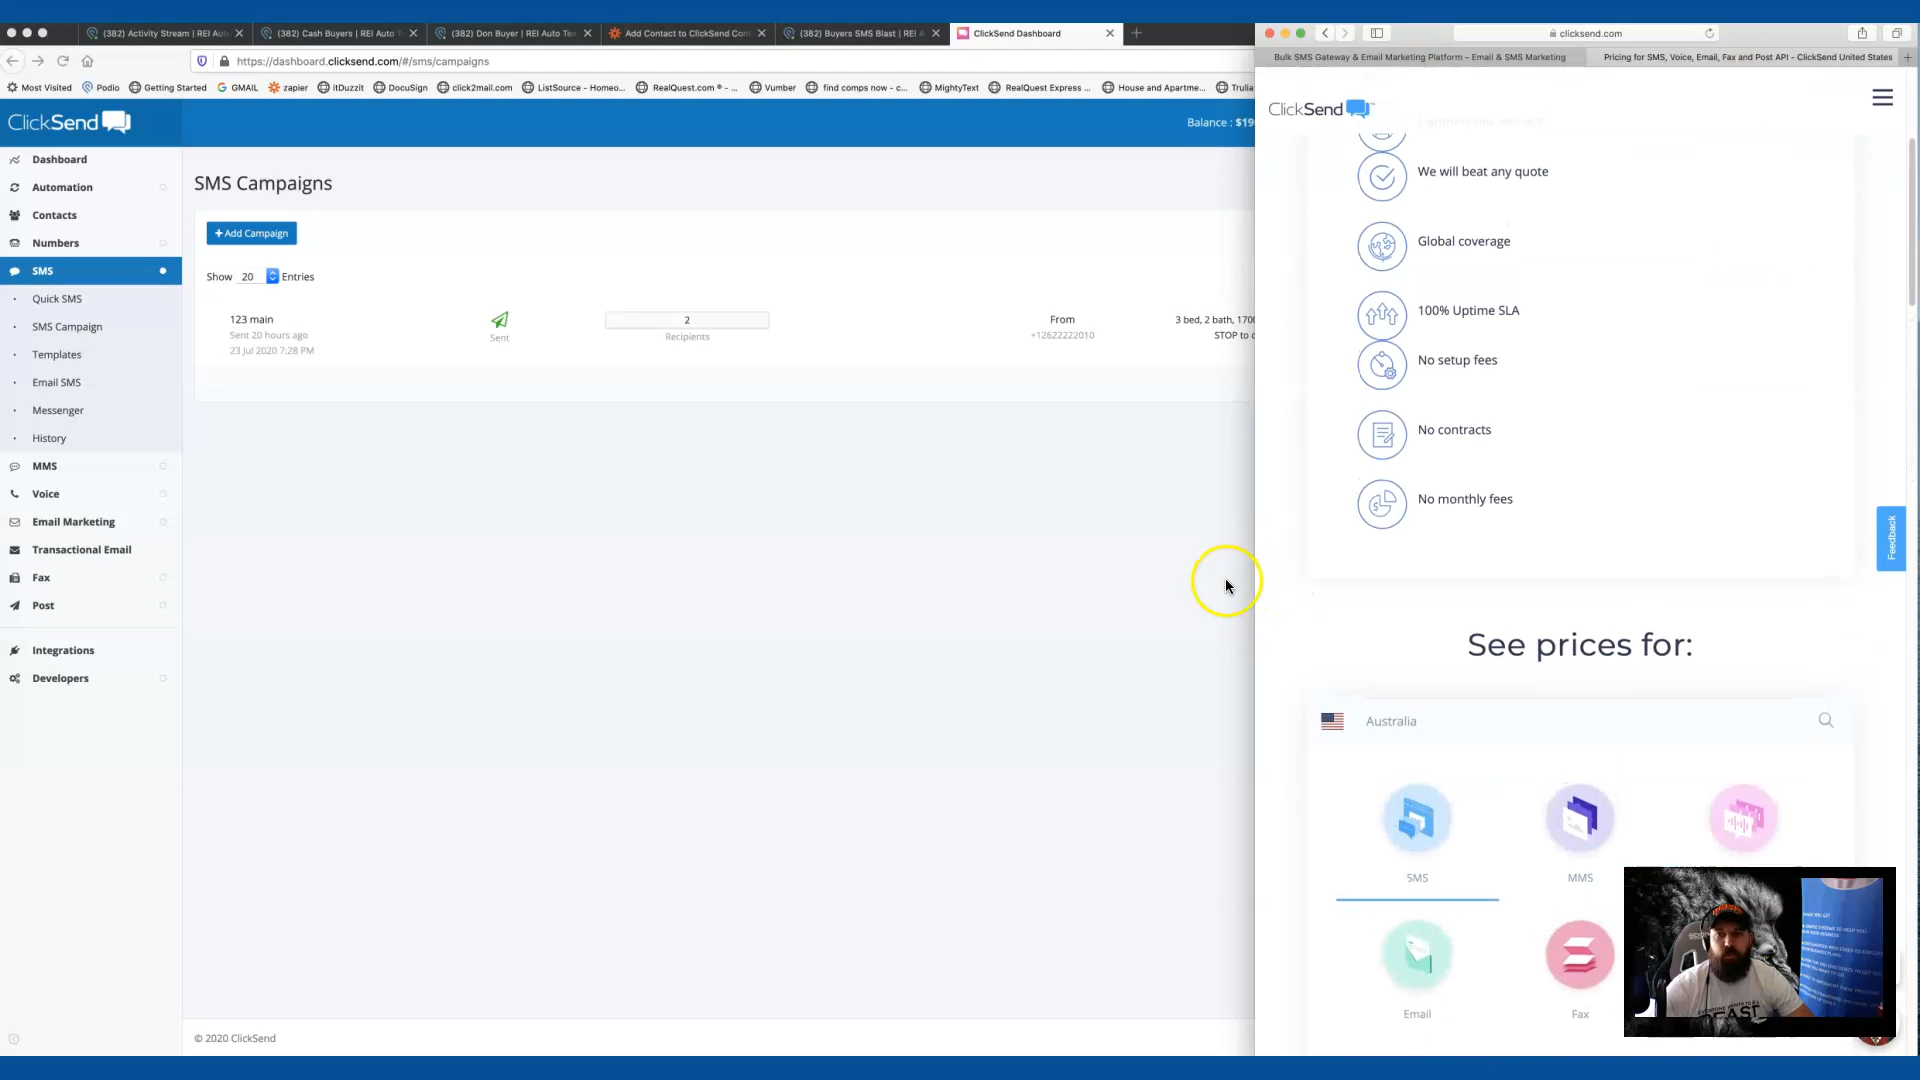 (382) Activity Stream | REI Aut
(382) Cash Buyers | REI Auto T
(382) Don Buyer | REI Auto Tea
Add Contact to ClickSend Con
(382) Buyers SMS Blast | REI A
ClickSend Dashboard
https://dashboard.clicksend.com/#/sms/campaigns
Most Visited
Podio
Getting Started
GMAIL
zapier
itDuzzit
DocuSign
click2mail.com
ListSource - Homeo...
RealQuest.com ® - ...
Vumber
find comps now - c...
MightyText
RealQuest Express ...
House and Apartme...
Trulia
ClickSend
Balance : $19
Dashboard
Automation
Contacts
Numbers
SMS
Quick SMS
SMS Campaign
Templates
Email SMS
Messenger
History
MMS
Voice
Email Marketing
Transactional Email
Fax
Post
Integrations
Developers
SMS Campaigns
+ Add Campaign
Show 20 Entries
123 main
Sent 20 hours ago
23 Jul 2020 7:28 PM
Sent
2
Recipients
From
+12622222010
3 bed, 2 bath, 170
STOP to
© 2020 ClickSend
clicksend.com
Bulk SMS Gateway & Email Marketing Platform – Email & SMS Marketing
Pricing for SMS, Voice, Email, Fax and Post API - ClickSend United States
ClickSend
We will beat any quote
Global coverage
100% Uptime SLA
No setup fees
No contracts
No monthly fees
Feedback
See prices for:
Australia
SMS
MMS
Email
Fax